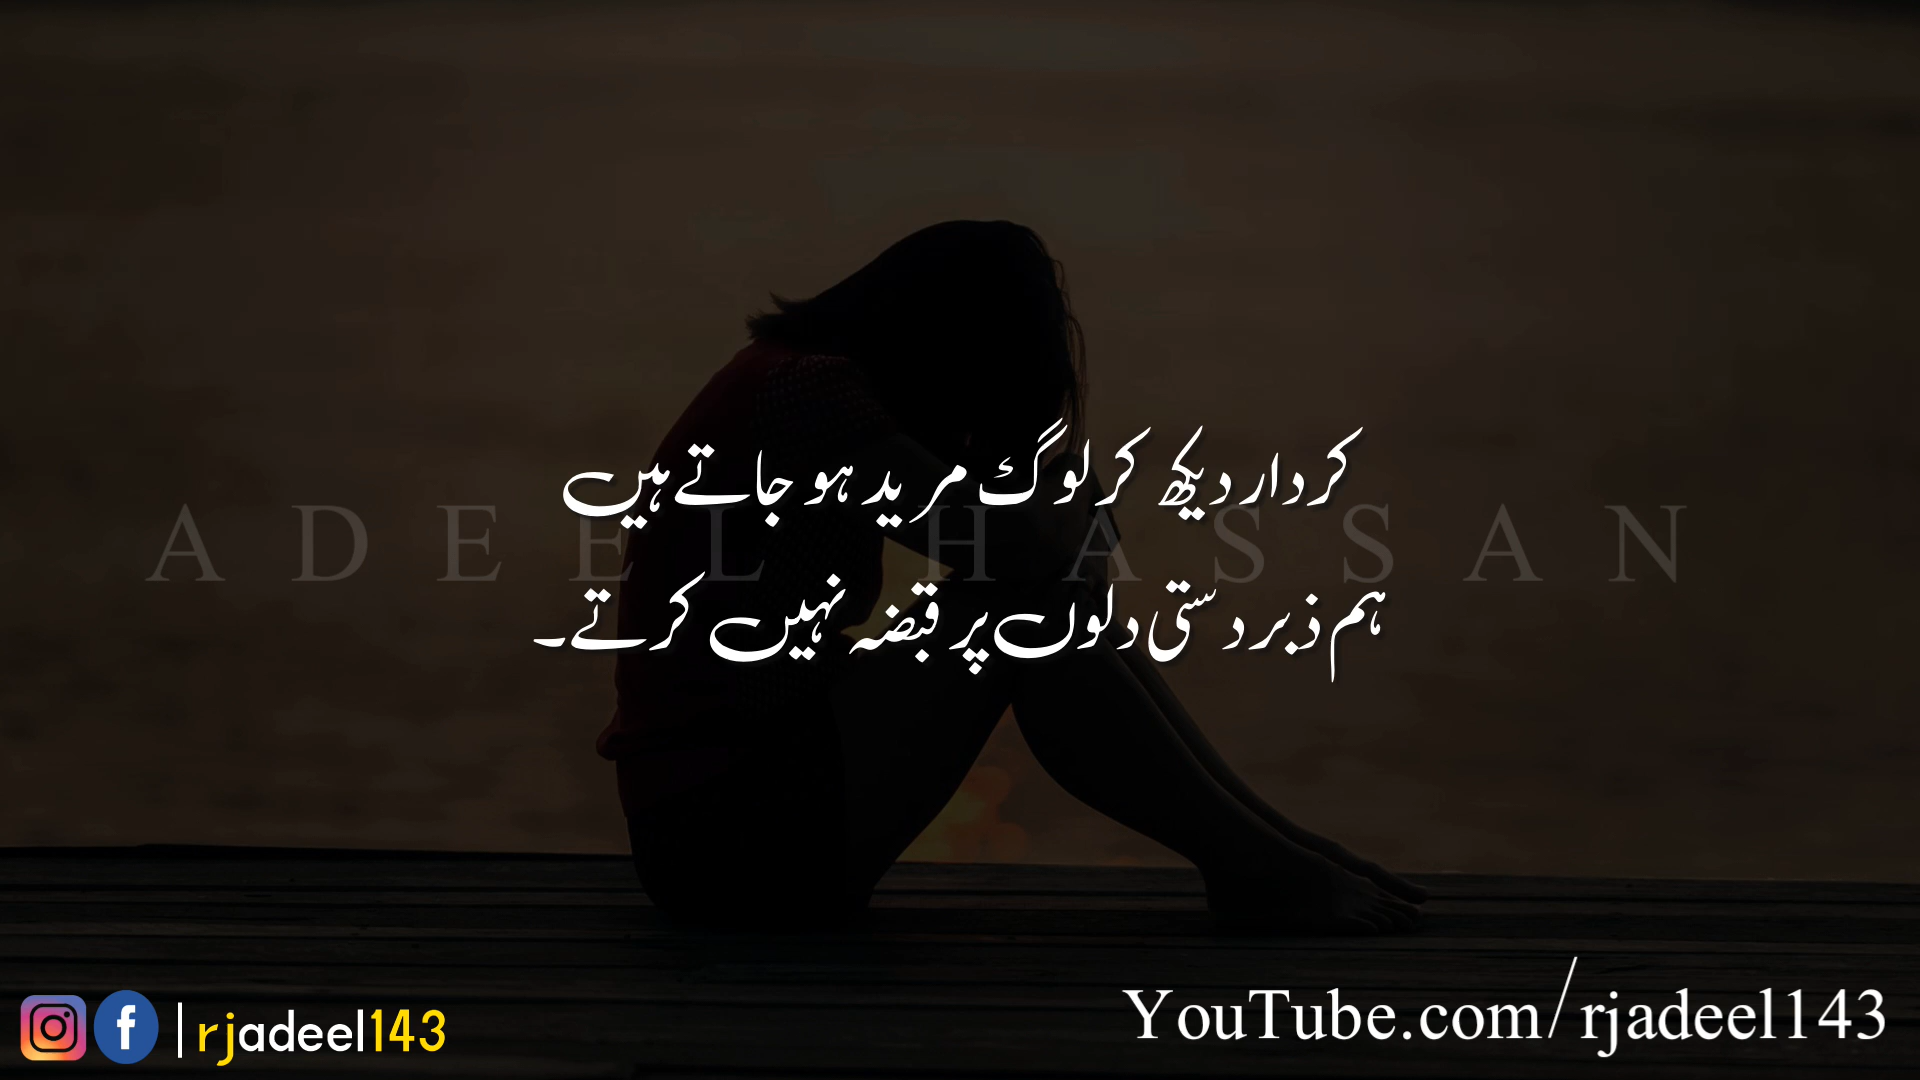 کردار دیکھ کر لوگ مرید ہو جاتے ہیں
ADEEL HASSAN
ہم ذبردستی دلوں پر قبضہ نہیں کرتے۔
|rjadeel143
YouTube.com/rjadeel143